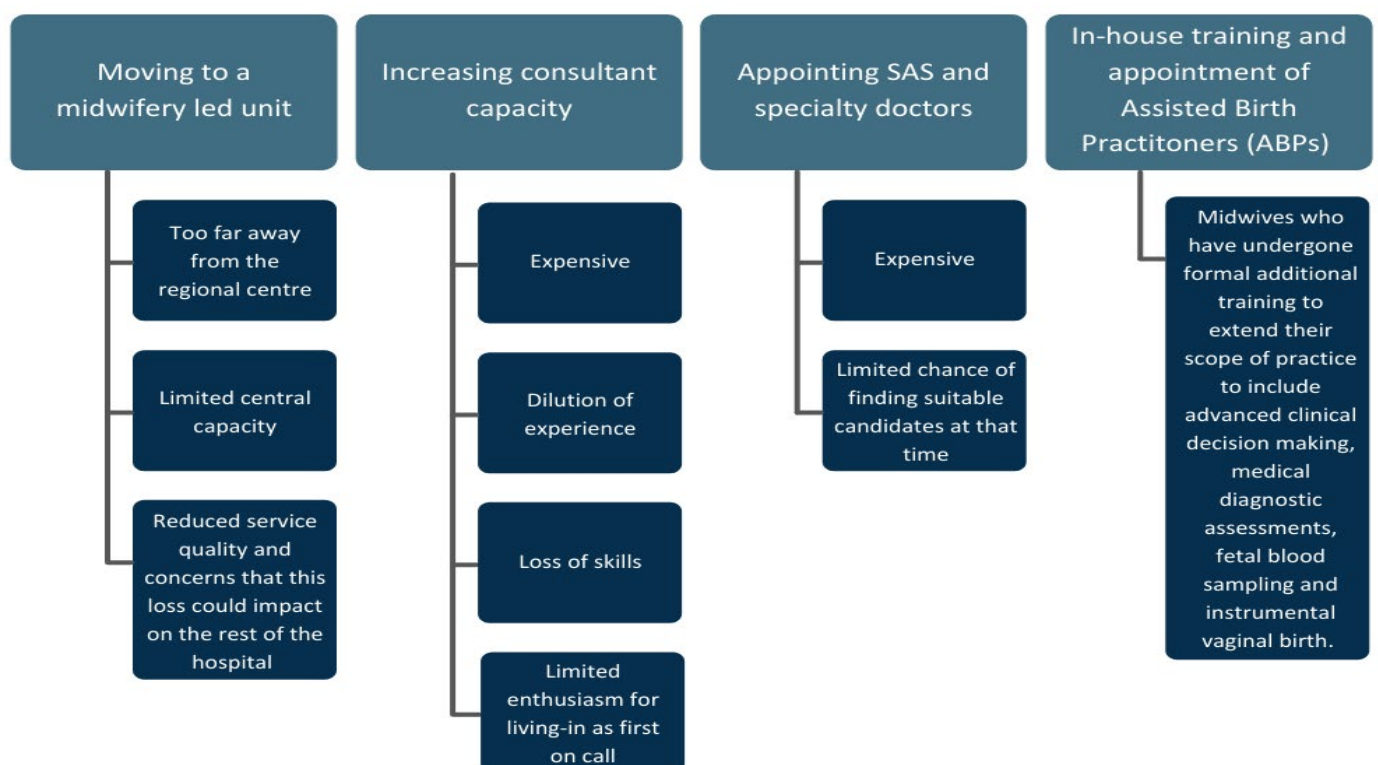 Moving to a
midwifery led unit
Too far away
from the
regional centre
Limited central
capacity
Reduced service
quality and
concerns that this
loss could impact
on the rest of the
hospital
Increasing consultant
capacity
Expensive
Dilution of
experience
Loss of skills
Limited
enthusiasm for
living-in as first
on call
Appointing SAS and
specialty doctors
Expensive
Limited chance of
finding suitable
candidates at that
time
In-house training and
appointment of
Assisted Birth
Practitoners (ABPs)
Midwives who
have undergone
formal additional
training to
extend their
scope of practice
to include
advanced clinical
decision making,
medical
diagnostic
assessments,
fetal blood
sampling and
instrumental
vaginal birth.